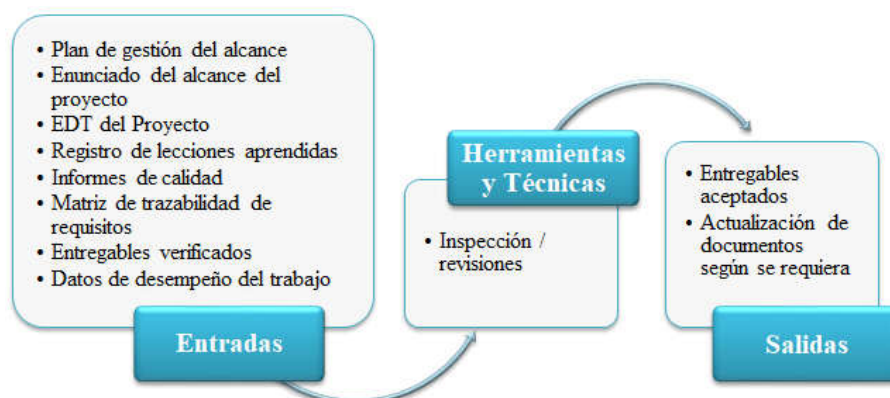 • Plan de gestión del alcance
• Enunciado del alcance del
proyecto
• EDT del Proyecto
• Registro de lecciones aprendidas
• Informes de calidad
• Matriz de trazabilidad de
requisitos
• Entregables verificados
• Datos de desempeño del trabajo
Entradas
Herramientas
y Técnicas
• Inspección /
revisiones
• Entregables
aceptados
• Actualización de
documentos
según se requiera
Salidas